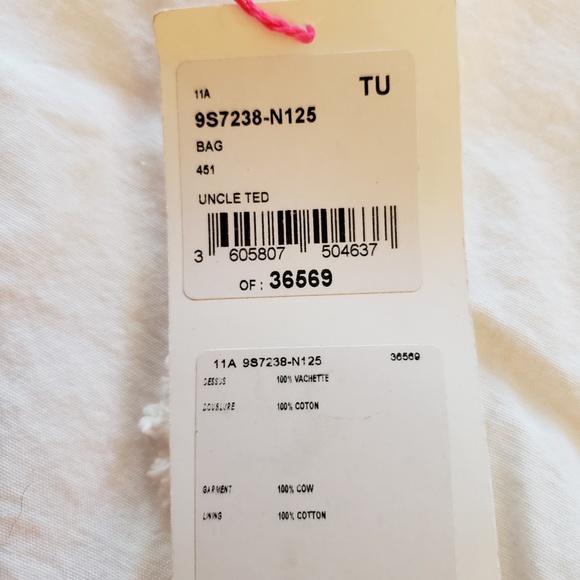 11A TU
9S7238-N125
BAG
451
UNCLE TED
3 605807 504637
OF : 36569
11A 9S7238-N125 36569
DESSUS 100% VACHETTE
DOUBLURE 100% COTON
GARMENT 100% COW
LINING 100% COTTON